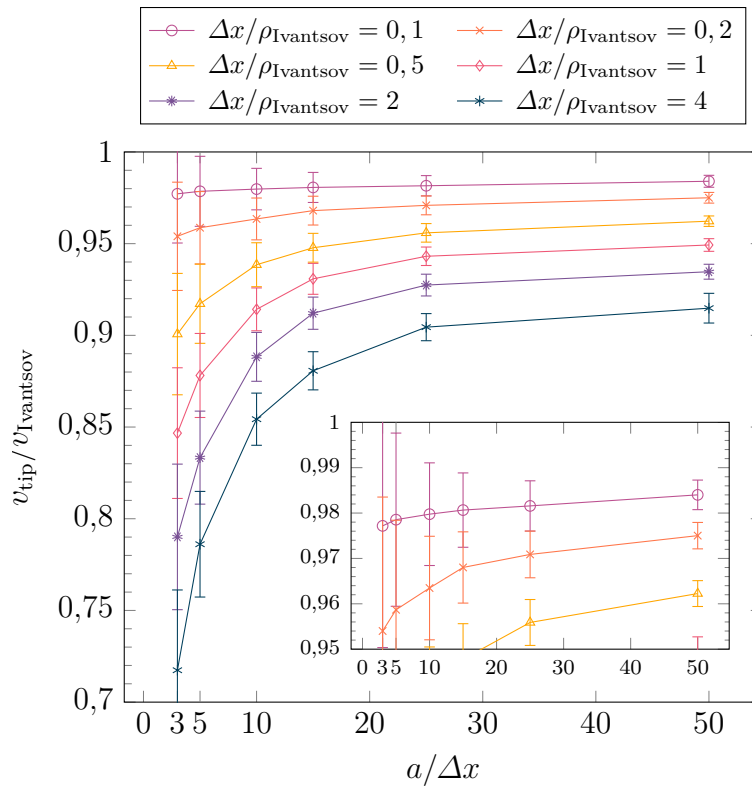 Δx/ρIvantsov = 0,1 Δx/ρIvantsov = 0,2
Δx/ρIvantsov = 0,5 Δx/ρIvantsov = 1
Δx/ρIvantsov = 2 Δx/ρIvantsov = 4
1
0,95
0,9
0,85
0,8
0,75
0,7
vtip/vIvantsov
0 3 5 10 20 30 40 50
a/Δx
1
0,99
0,98
0,97
0,96
0,95
0 3 5 10 20 30 40 50